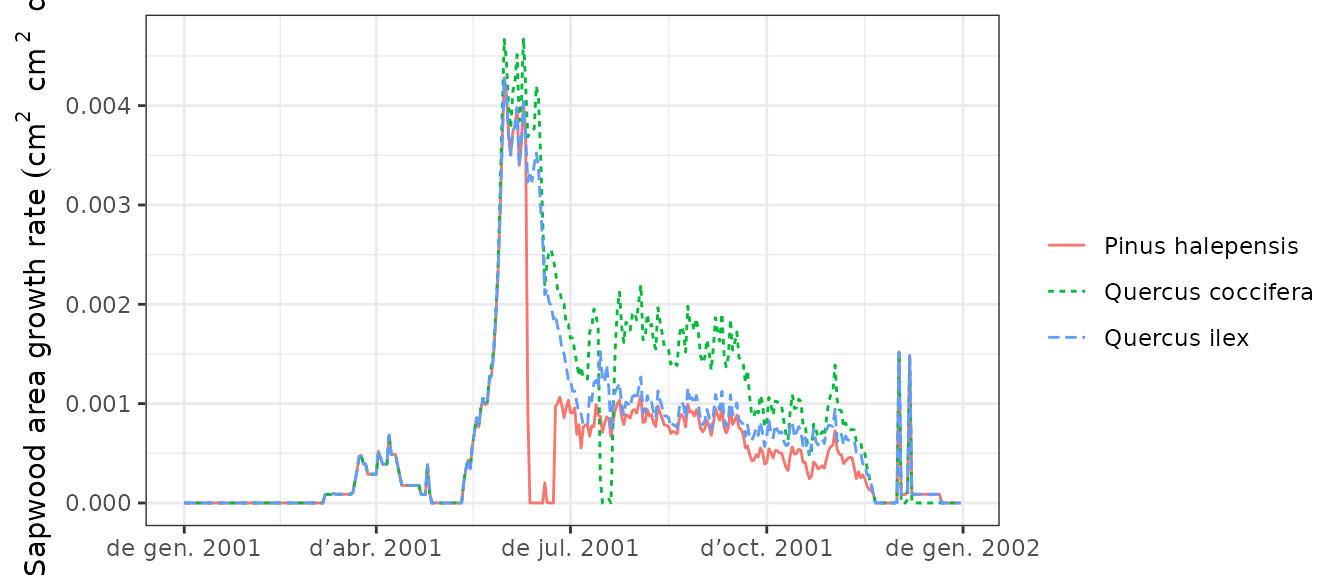 Sapwood area growth rate (cm² cm²
0.004
0.003
0.002
0.001
0.000
de gen. 2001
d’abr. 2001
de jul. 2001
d’oct. 2001
de gen. 2002
Pinus halepensis
Quercus coccifera
Quercus ilex